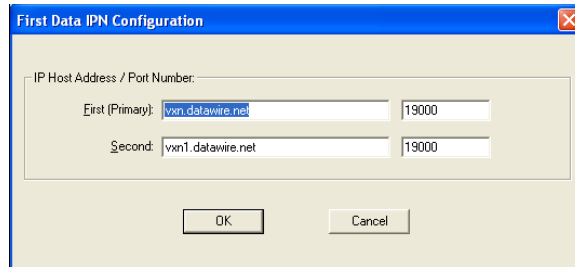 First Data IPN Configuration
IP Host Address / Port Number:
First (Primary): vxn.datawire.net 19000
Second: vxn1.datawire.net 19000
OK Cancel